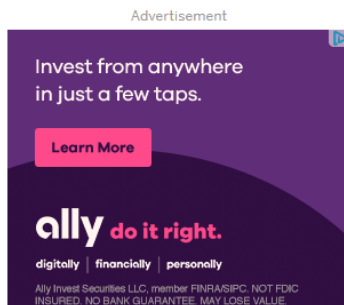 Advertisement
Invest from anywhere
in just a few taps.
Learn More
ally do it right.
digitally | financially | personally
Ally Invest Securities LLC, member FINRA/SIPC. NOT FDIC
INSURED. NO BANK GUARANTEE. MAY LOSE VALUE.